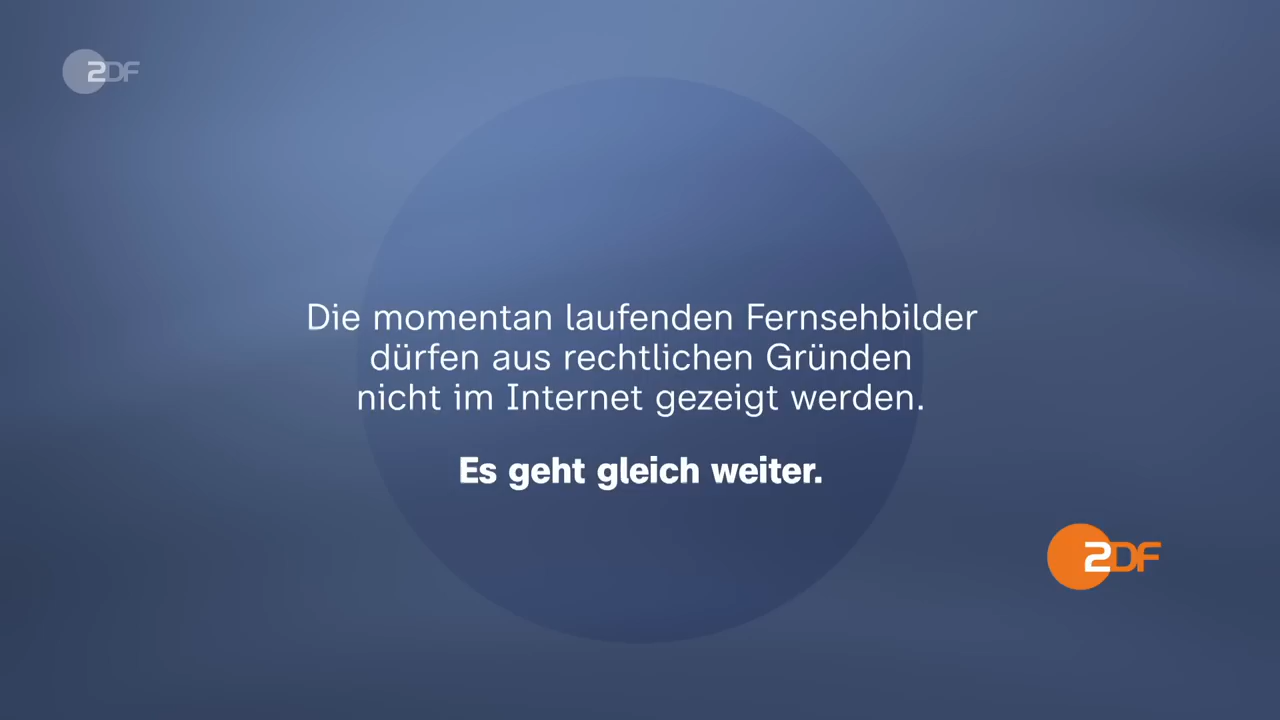 ZDF
Die momentan laufenden Fernsehbilder
dürfen aus rechtlichen Gründen
nicht im Internet gezeigt werden.
Es geht gleich weiter.
ZDF